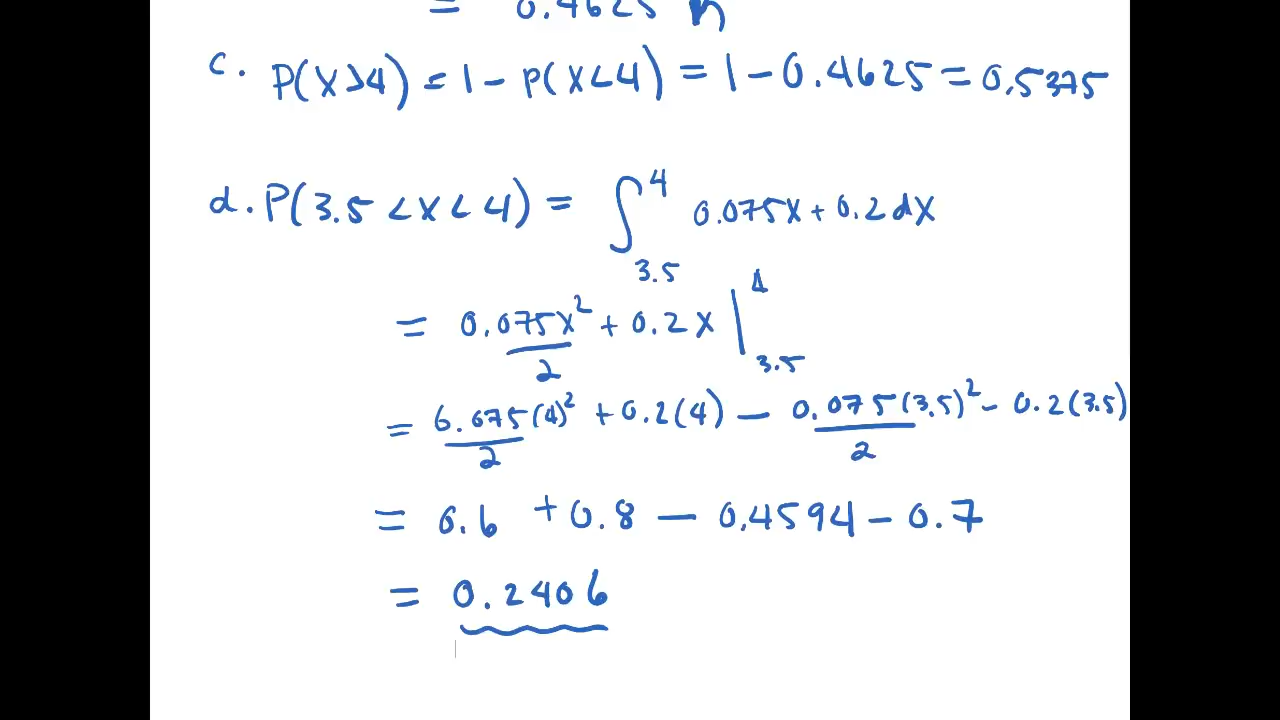 = 0.4625
c. P(X>4) = 1 - P(X<4) = 1 - 0.4625 = 0.5375
d. P(3.5 < X < 4) = ∫_{3.5}^{4} 0.075X + 0.2 dX
= 0.075X²/2 + 0.2X |_{3.5}^{4}
= 0.075(4)²/2 + 0.2(4) - 0.075(3.5)²/2 - 0.2(3.5)
= 0.6 + 0.8 - 0.4594 - 0.7
= 0.2406